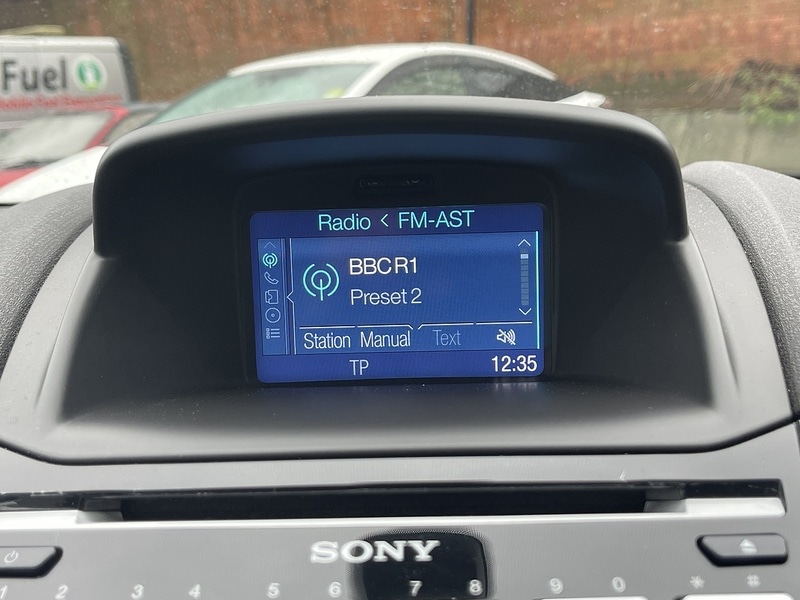 Fuel
Radio < FM-AST
BBC R1
Preset 2
Station Manual Text
TP 12:35
SONY
1 2 3 4 5 6 7 8 9 0 * #